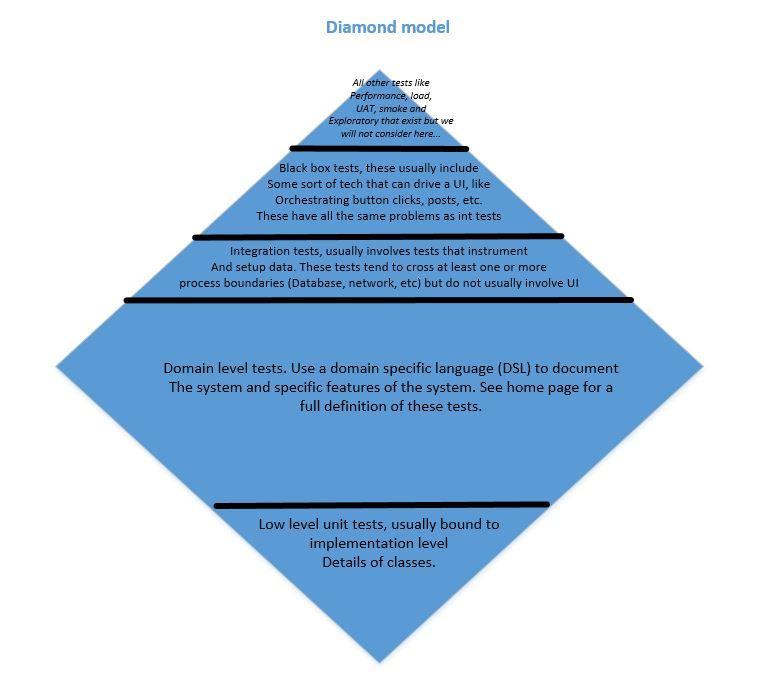 Diamond model
All other tests like
Performance, load,
UAT, smoke and
Exploratory that exist but we
will not consider here...
Black box tests, these usually include
Some sort of tech that can drive a UI, like
Orchestrating button clicks, posts, etc.
These have all the same problems as int tests
Integration tests, usually involves tests that instrument
And setup data. These tests tend to cross at least one or more
process boundaries (Database, network, etc) but do not usually involve UI
Domain level tests. Use a domain specific language (DSL) to document
The system and specific features of the system. See home page for a
full definition of these tests.
Low level unit tests, usually bound to
implementation level
Details of classes.